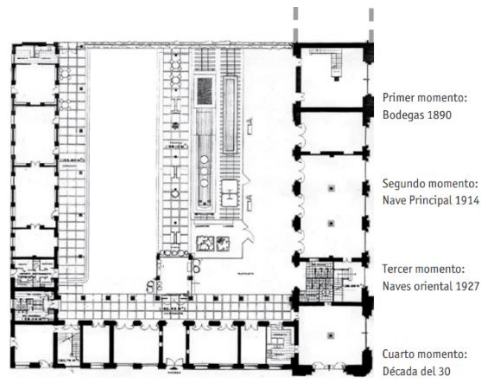 Primer momento:
Bodegas 1890
Segundo momento:
Nave Principal 1914
Tercer momento:
Naves oriental 1927
Cuarto momento:
Década del 30